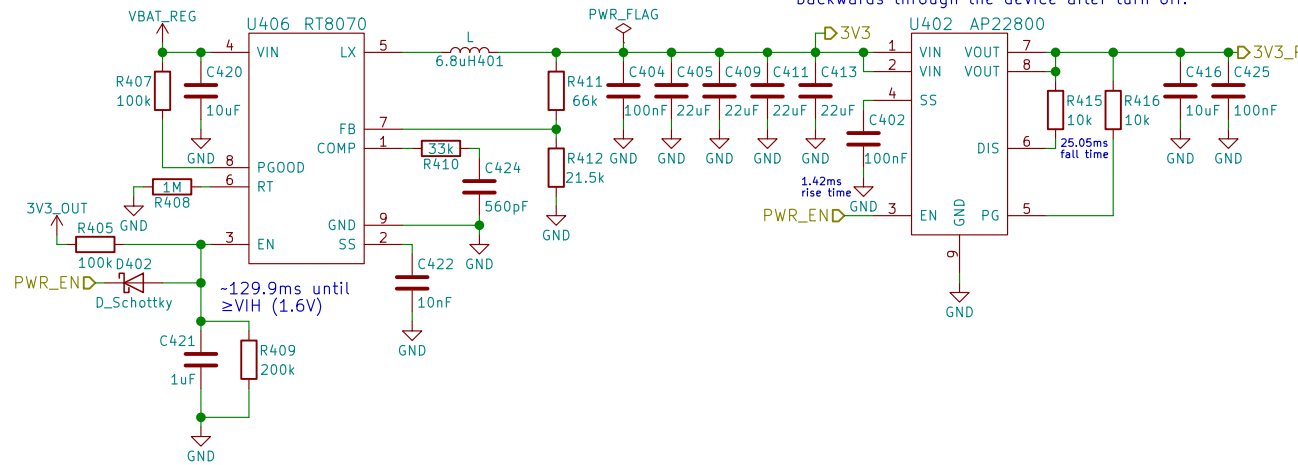 backwards through the device after turn off.
VBAT_REG
U406 RT8070
PWR_FLAG
U402 AP22800
3V3
4
VIN
LX
5
L
6.8uH401
1
VIN
VOUT
7
2
VIN
VOUT
8
R407
100k
C420
10uF
GND
R411
66k
C404
100nF
GND
C405
22uF
GND
C409
22uF
GND
C411
22uF
GND
C413
22uF
GND
4
SS
C402
100nF
1.42ms
rise time
GND
R415
10k
R416
10k
C416
10uF
GND
C425
100nF
GND
DIS
6
25.05ms
fall time
FB
7
COMP
1
33k
R410
C424
560pF
R412
21.5k
GND
8
PGOOD
6
RT
1M
R408
GND
3V3_OUT
R405
100k
3
EN
GND
9
SS
2
GND
C422
10nF
GND
PWR_EN
3
EN
GND
PG
5
9
GND
PWR_EN
D402
D_Schottky
~129.9ms until
≥VIH (1.6V)
C421
1uF
R409
200k
GND